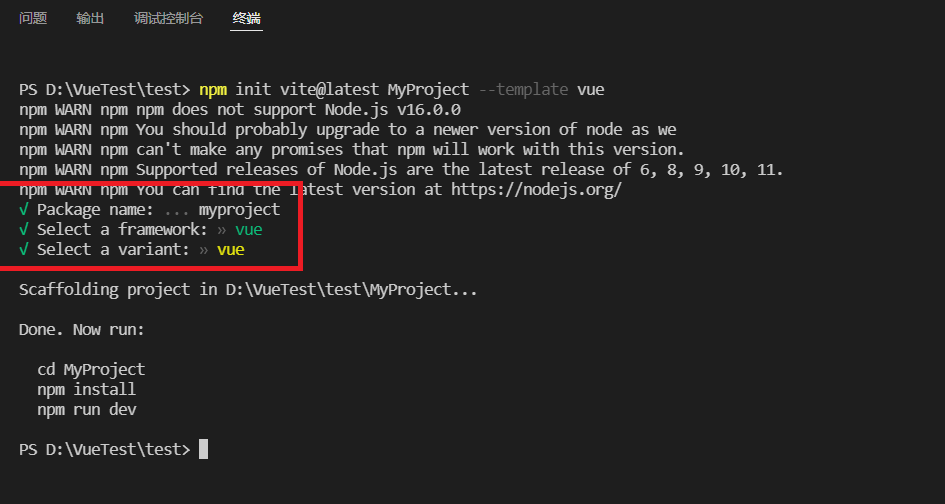 问题 输出 调试控制台 终端
PS D:\VueTest\test> npm init vite@latest MyProject --template vue
npm WARN npm npm does not support Node.js v16.0.0
npm WARN npm You should probably upgrade to a newer version of node as we
npm WARN npm can't make any promises that npm will work with this version.
npm WARN npm Supported releases of Node.js are the latest release of 6, 8, 9, 10, 11.
npm WARN npm You can find the latest version at https://nodejs.org/
√ Package name: ... myproject
√ Select a framework: » vue
√ Select a variant: » vue
Scaffolding project in D:\VueTest\test\MyProject...
Done. Now run:
cd MyProject
npm install
npm run dev
PS D:\VueTest\test>